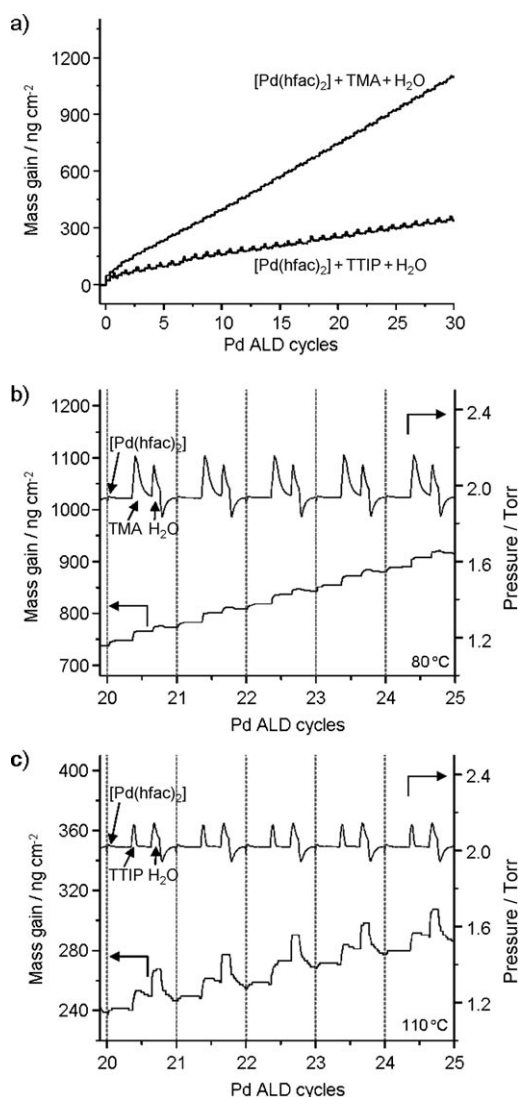 a)
1200
900
600
300
0
Mass gain / ng cm⁻²
[Pd(hfac)₂] + TMA + H₂O
[Pd(hfac)₂] + TTIP + H₂O
0 5 10 15 20 25 30
Pd ALD cycles
b)
1200
1100
1000
900
800
700
Mass gain / ng cm⁻²
[Pd(hfac)₂]
TMA H₂O
2.4
2.0
1.6
1.2
Pressure / Torr
80 °C
20 21 22 23 24 25
Pd ALD cycles
c)
400
360
320
280
240
Mass gain / ng cm⁻²
[Pd(hfac)₂]
TTIP H₂O
2.4
2.0
1.6
1.2
Pressure / Torr
110 °C
20 21 22 23 24 25
Pd ALD cycles